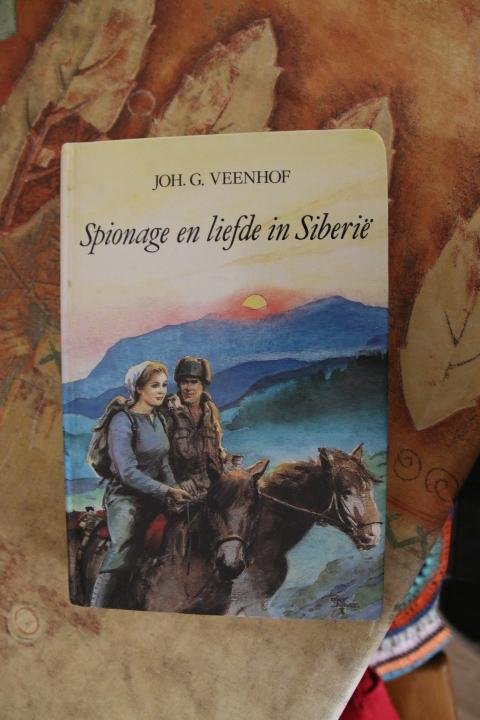 JOH. G. VEENHOF
Spionage en liefde in Siberië